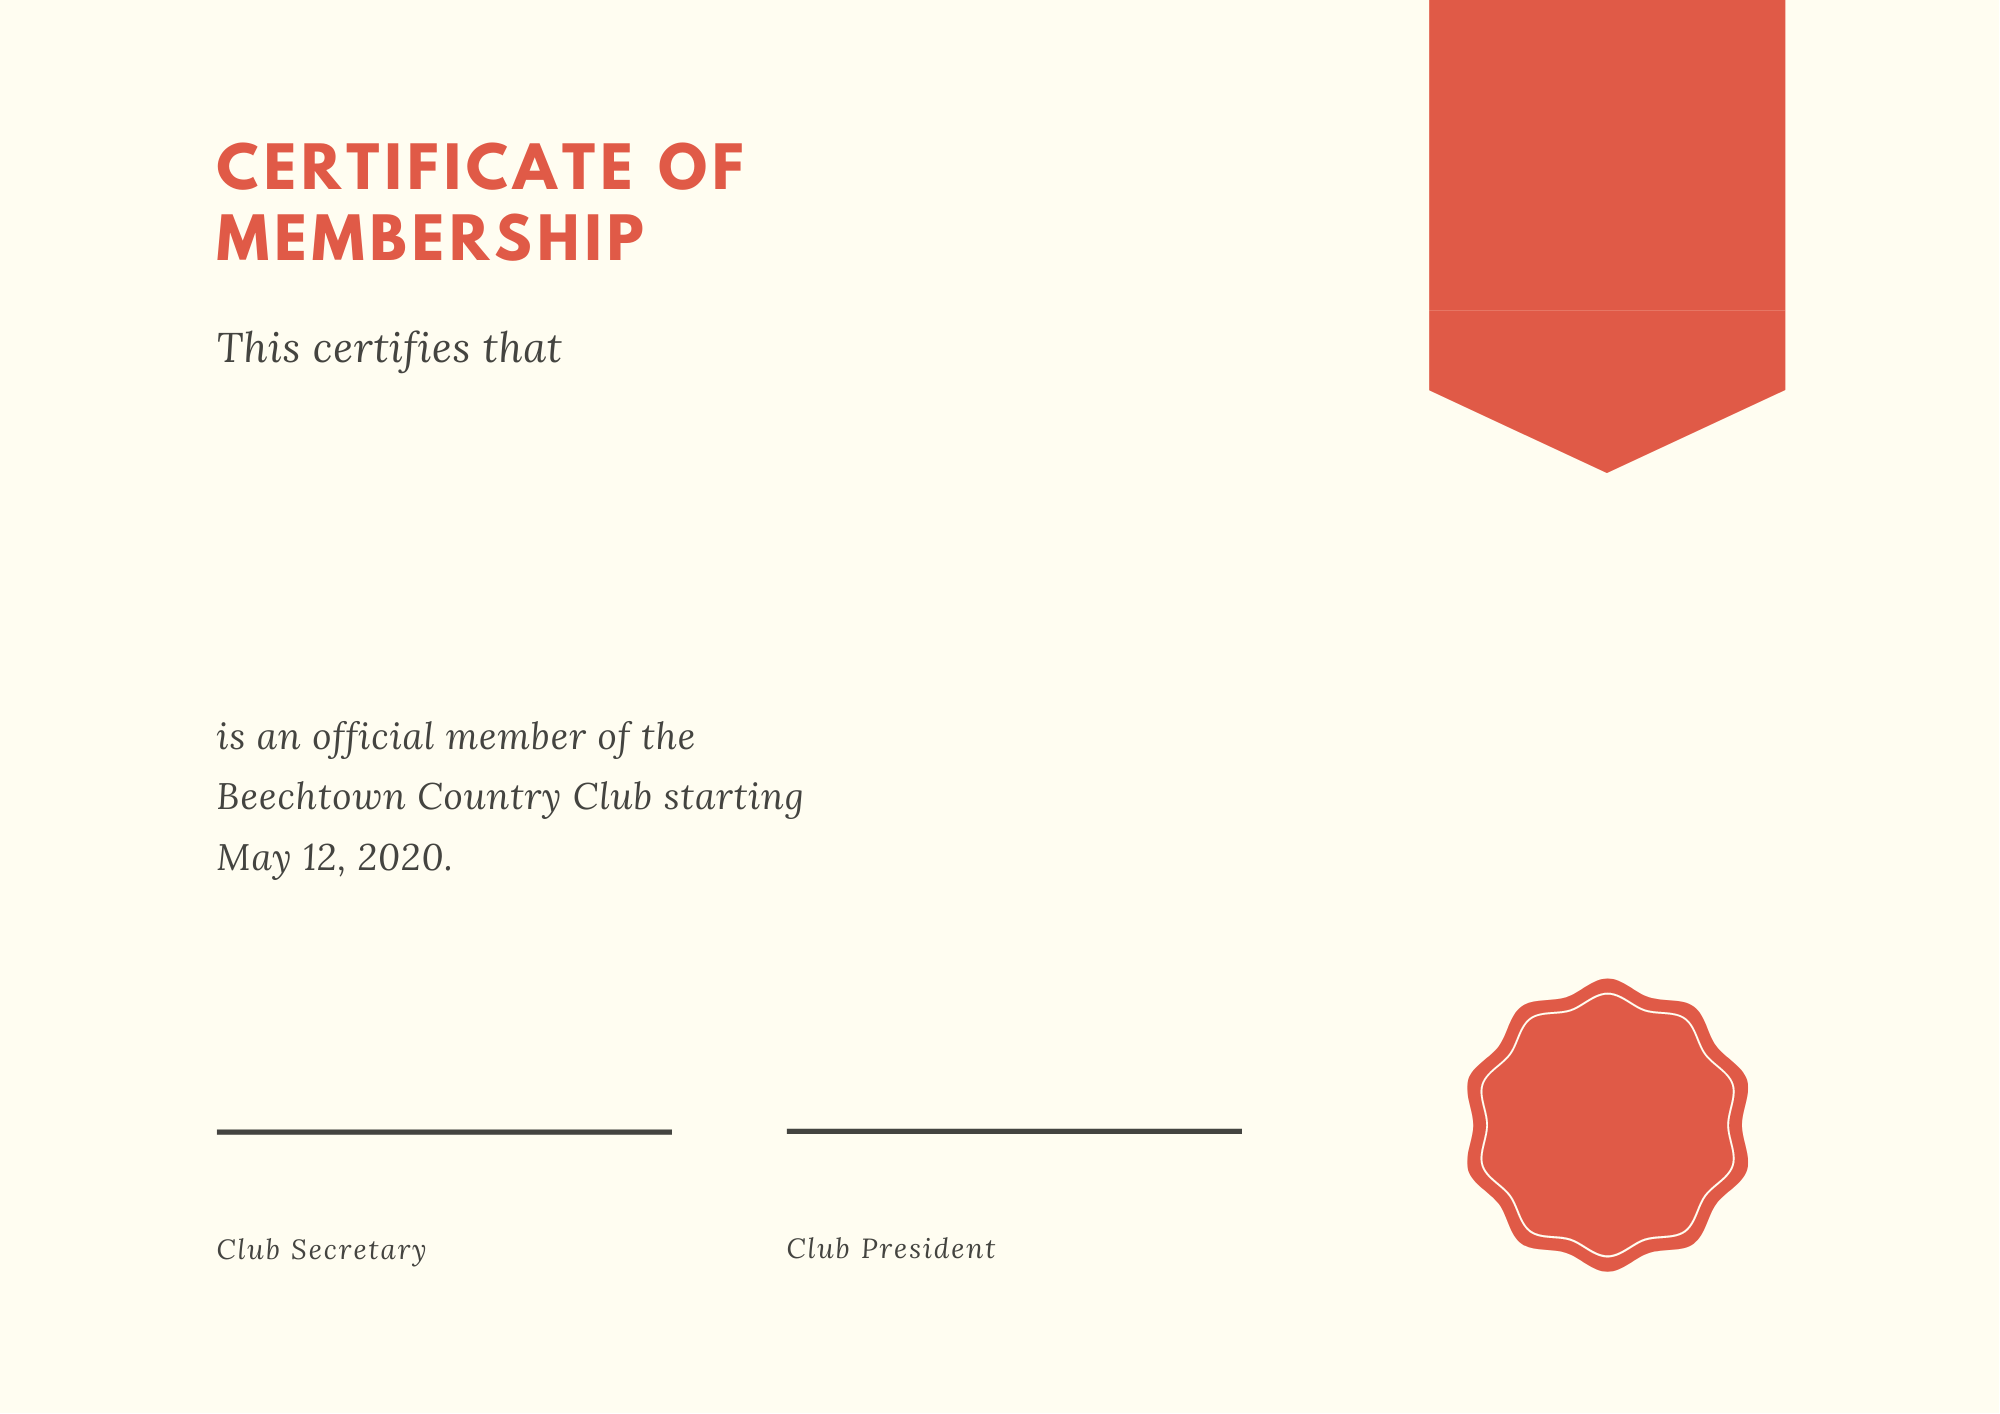 CERTIFICATE OF
MEMBERSHIP
This certifies that
is an official member of the
Beechtown Country Club starting
May 12, 2020.
Club Secretary
Club President